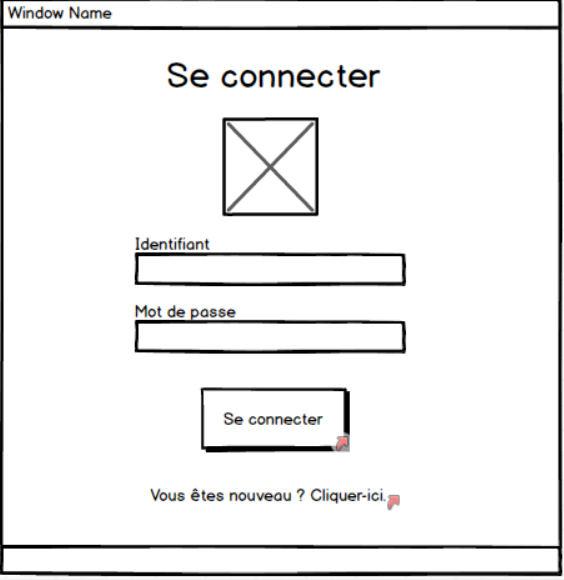 Window Name
Se connecter
Identifiant
Mot de passe
Se connecter
Vous êtes nouveau ? Cliquer-ici.